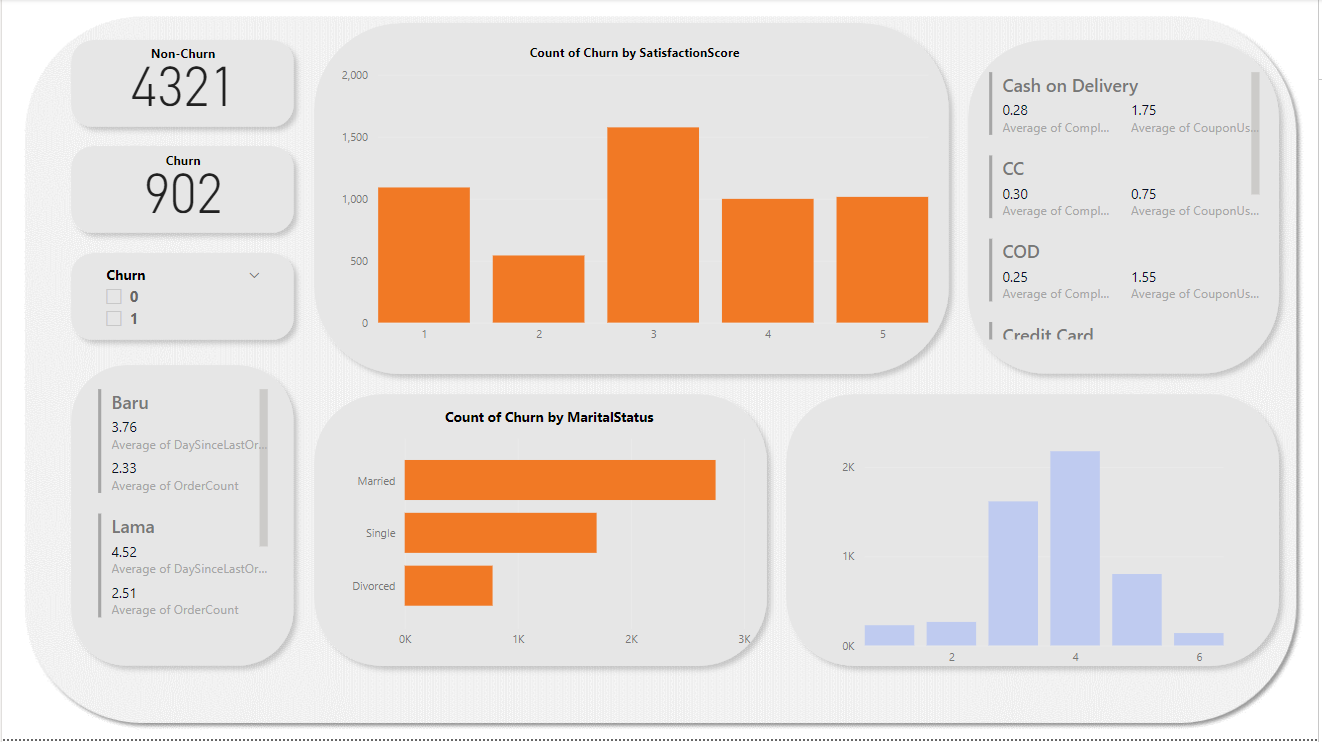 Non-Churn
4321
Churn
902
Churn
0
1
Baru
3.76
Average of DaySinceLastOr...
2.33
Average of OrderCount
Lama
4.52
Average of DaySinceLastOr...
2.51
Average of OrderCount
Count of Churn by SatisfactionScore
2,000
1,500
1,000
500
0
1 2 3 4 5
Cash on Delivery
0.28 1.75
Average of Compl... Average of CouponUs...
CC
0.30 0.75
Average of Compl... Average of CouponUs...
COD
0.25 1.55
Average of Compl... Average of CouponUs...
Credit Card
Count of Churn by MaritalStatus
Married
Single
Divorced
0K 1K 2K 3K
2K
1K
0K
2 4 6